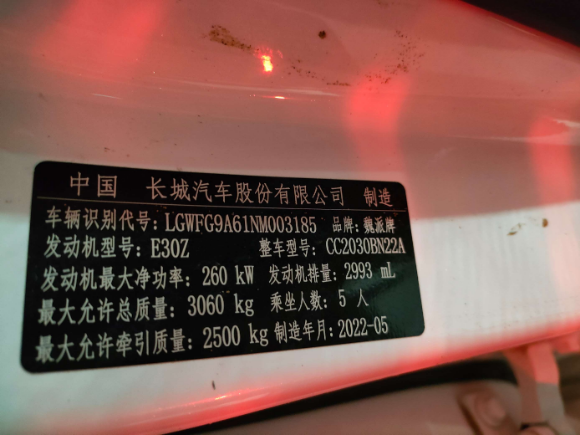 中国 长城汽车股份有限公司 制造
车辆识别代号: LGWFG9A61NM003185 品牌: 魏派牌
发动机型号: E30Z 整车型号: CC2030BN22A
发动机最大净功率: 260 kW 发动机排量: 2993 mL
最大允许总质量: 3060 kg 乘坐人数: 5 人
最大允许牵引质量: 2500 kg 制造年月: 2022-05